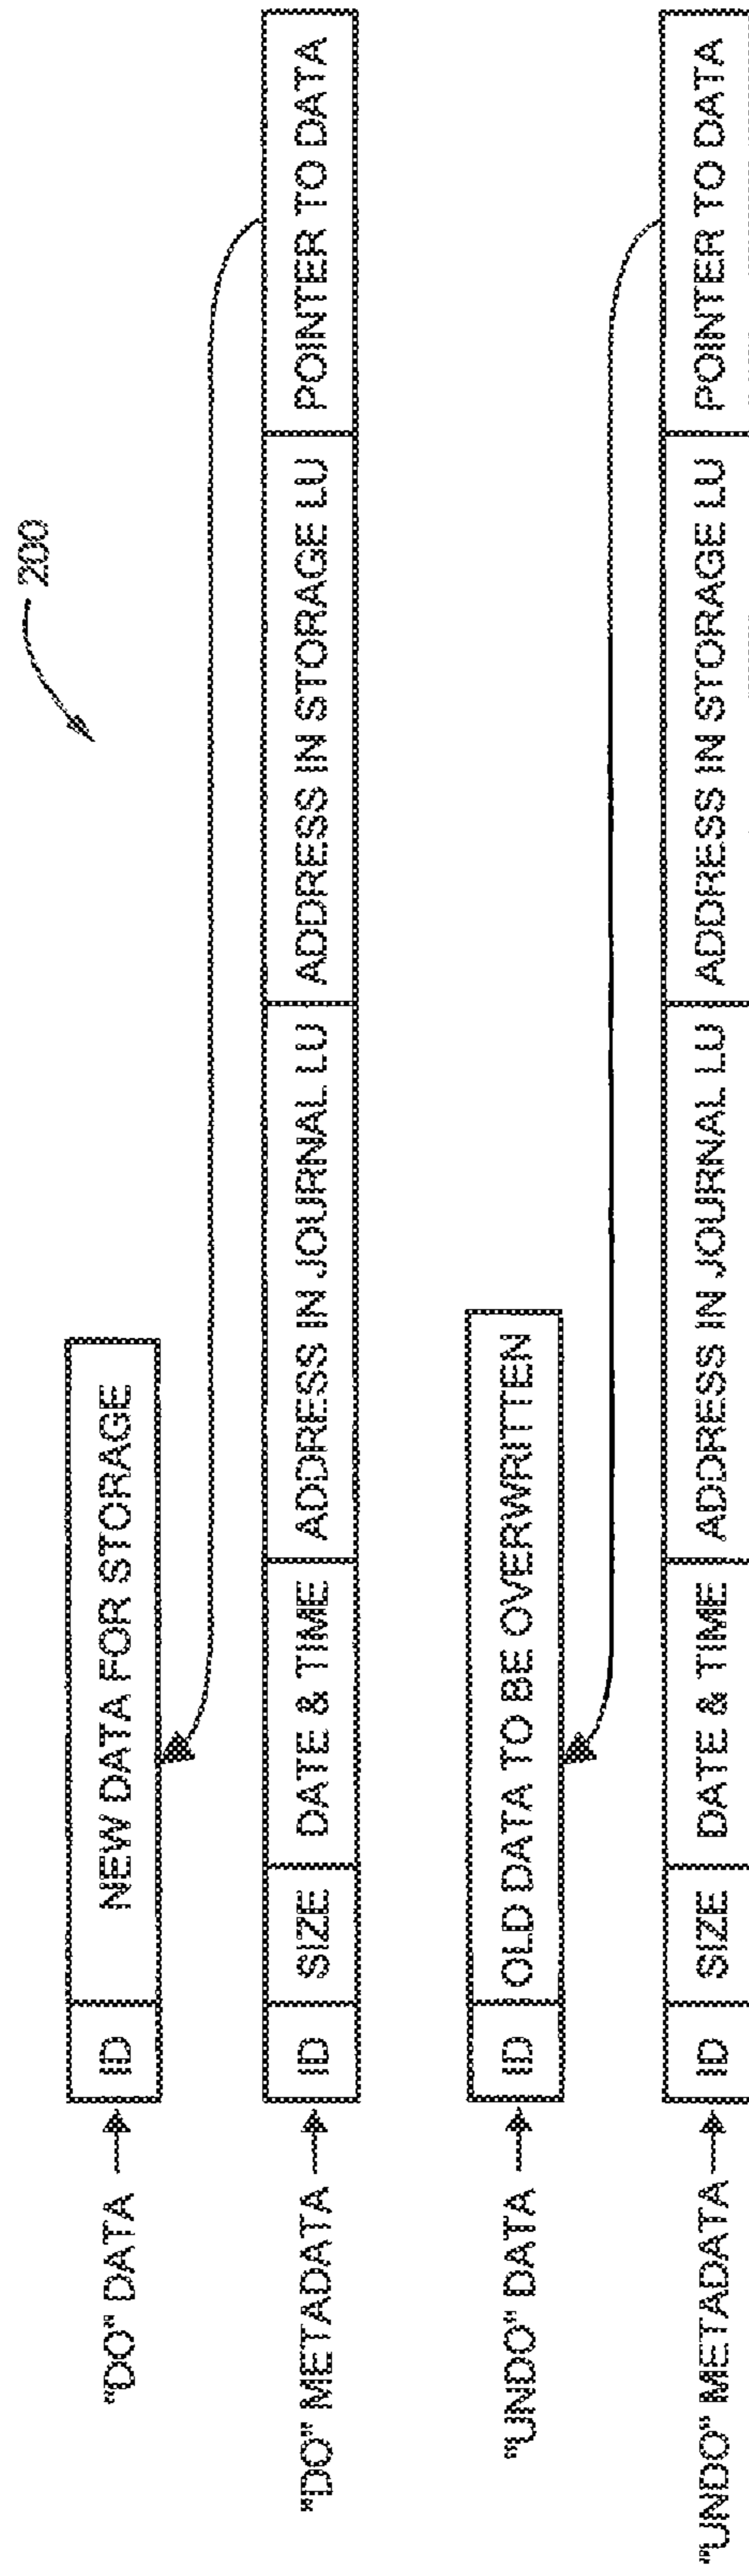 200
"DO" DATA → ID NEW DATA FOR STORAGE
"DO" METADATA → ID SIZE DATE & TIME ADDRESS IN JOURNAL LU ADDRESS IN STORAGE LU POINTER TO DATA
"UNDO" DATA → ID OLD DATA TO BE OVERWRITTEN
"UNDO" METADATA → ID SIZE DATE & TIME ADDRESS IN JOURNAL LU ADDRESS IN STORAGE LU POINTER TO DATA